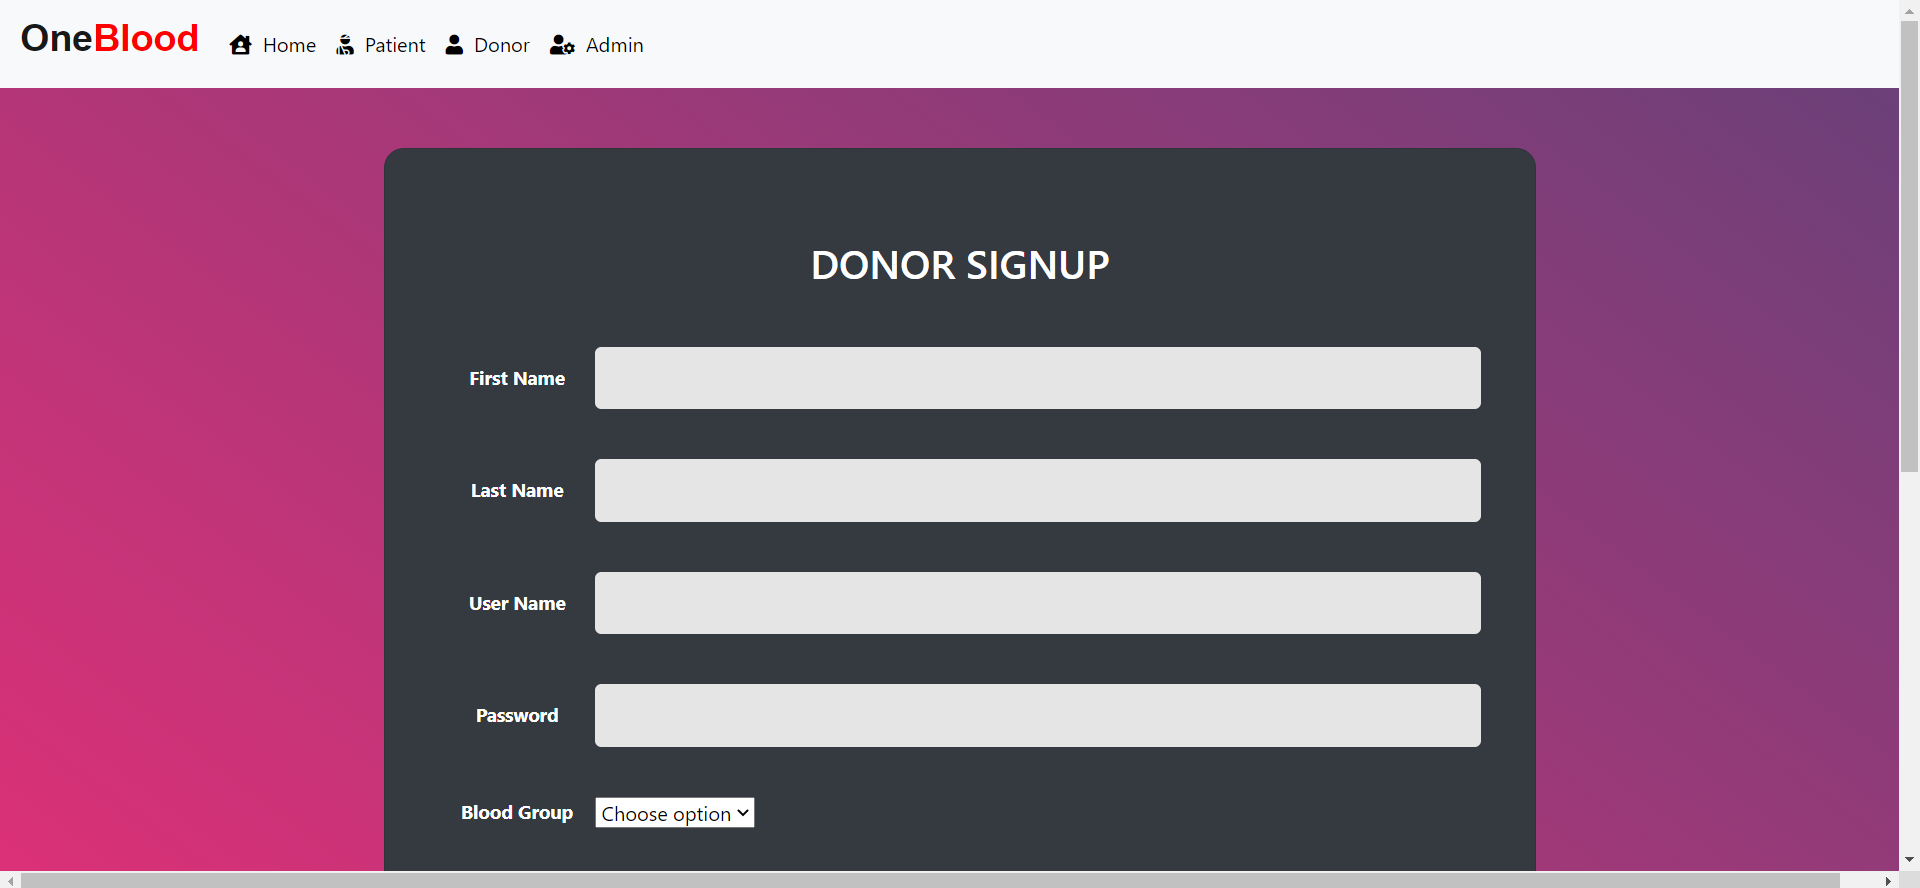 OneBlood Home Patient Donor Admin
DONOR SIGNUP
First Name
Last Name
User Name
Password
Blood Group Choose option